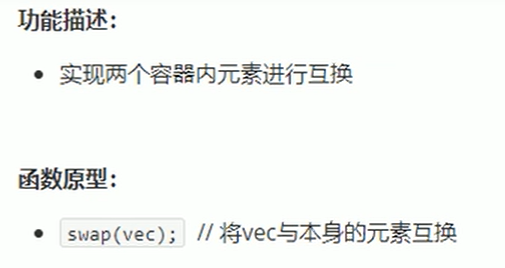 功能描述：
• 实现两个容器内元素进行互换
函数原型：
• swap(vec); // 将vec与本身的元素互换